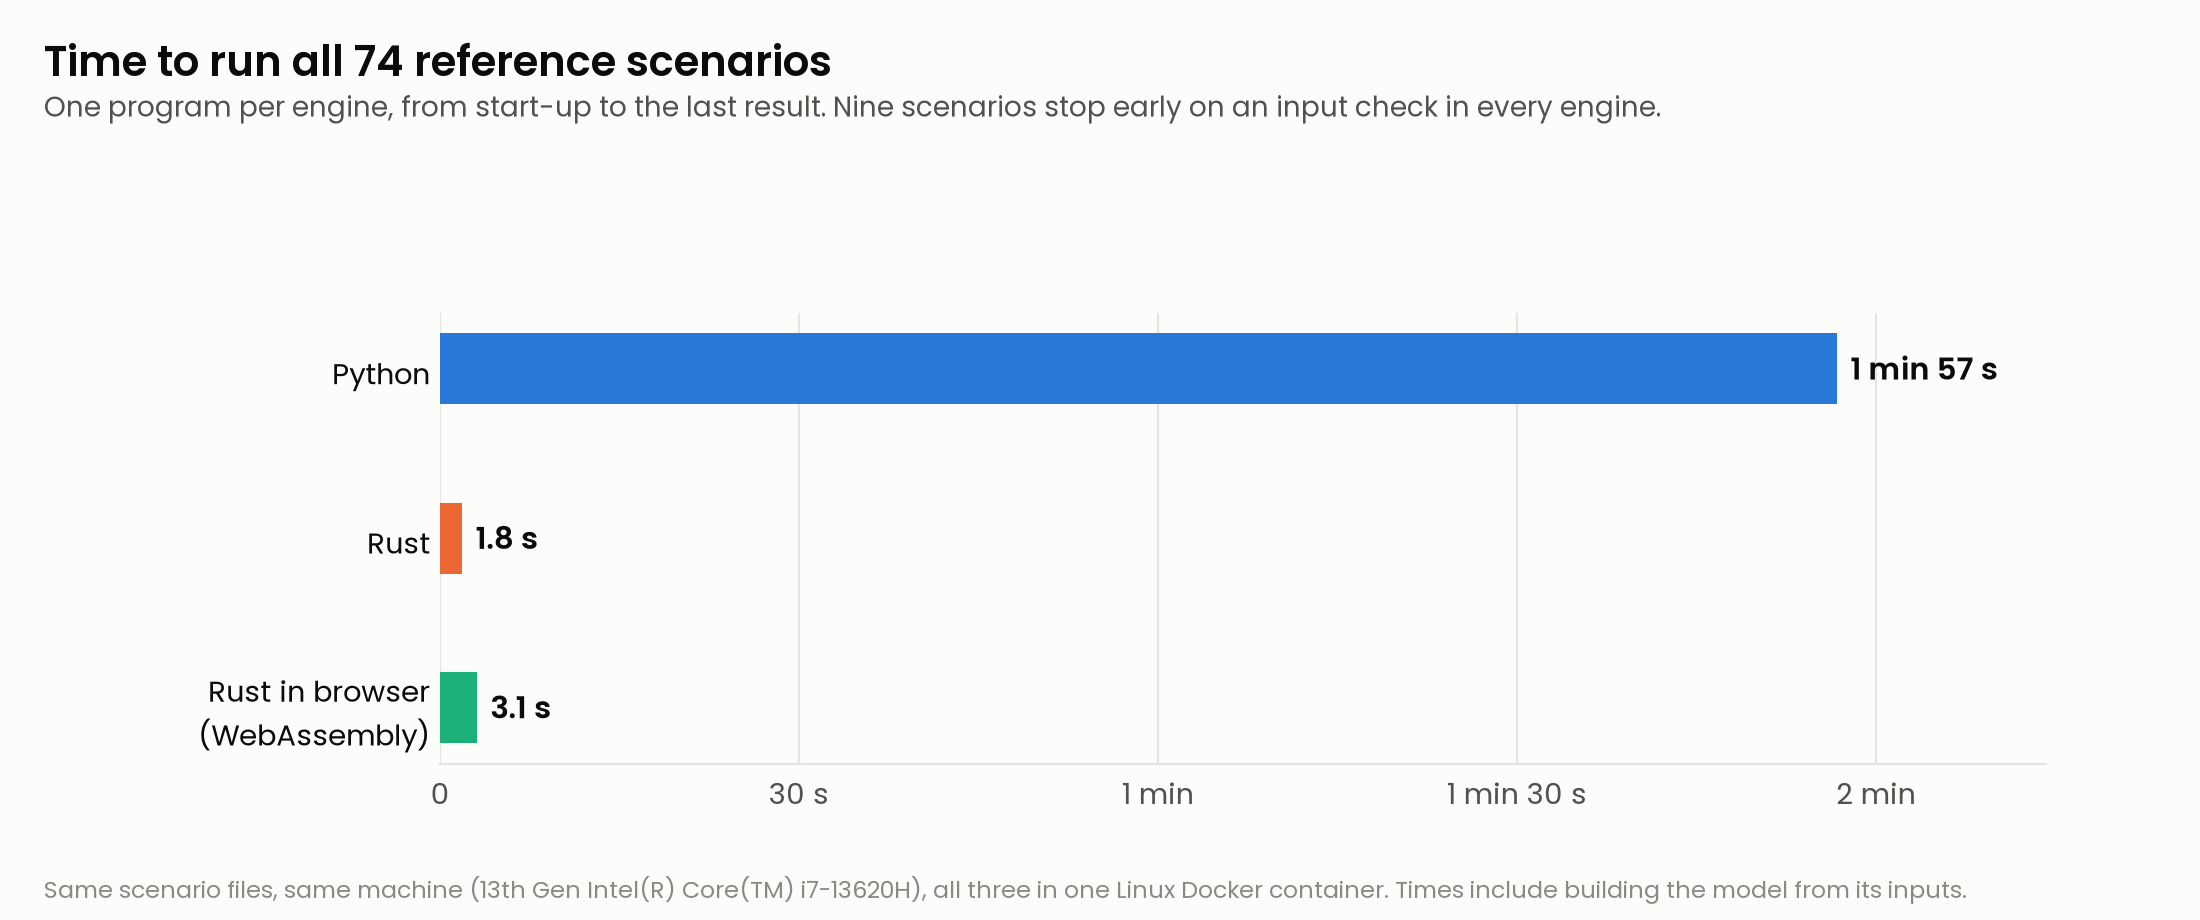 Time to run all 74 reference scenarios
One program per engine, from start-up to the last result. Nine scenarios stop early on an input check in every engine.
Python
1 min 57 s
Rust
1.8 s
Rust in browser
(WebAssembly)
3.1 s
0
30 s
1 min
1 min 30 s
2 min
Same scenario files, same machine (13th Gen Intel(R) Core(TM) i7-13620H), all three in one Linux Docker container. Times include building the model from its inputs.